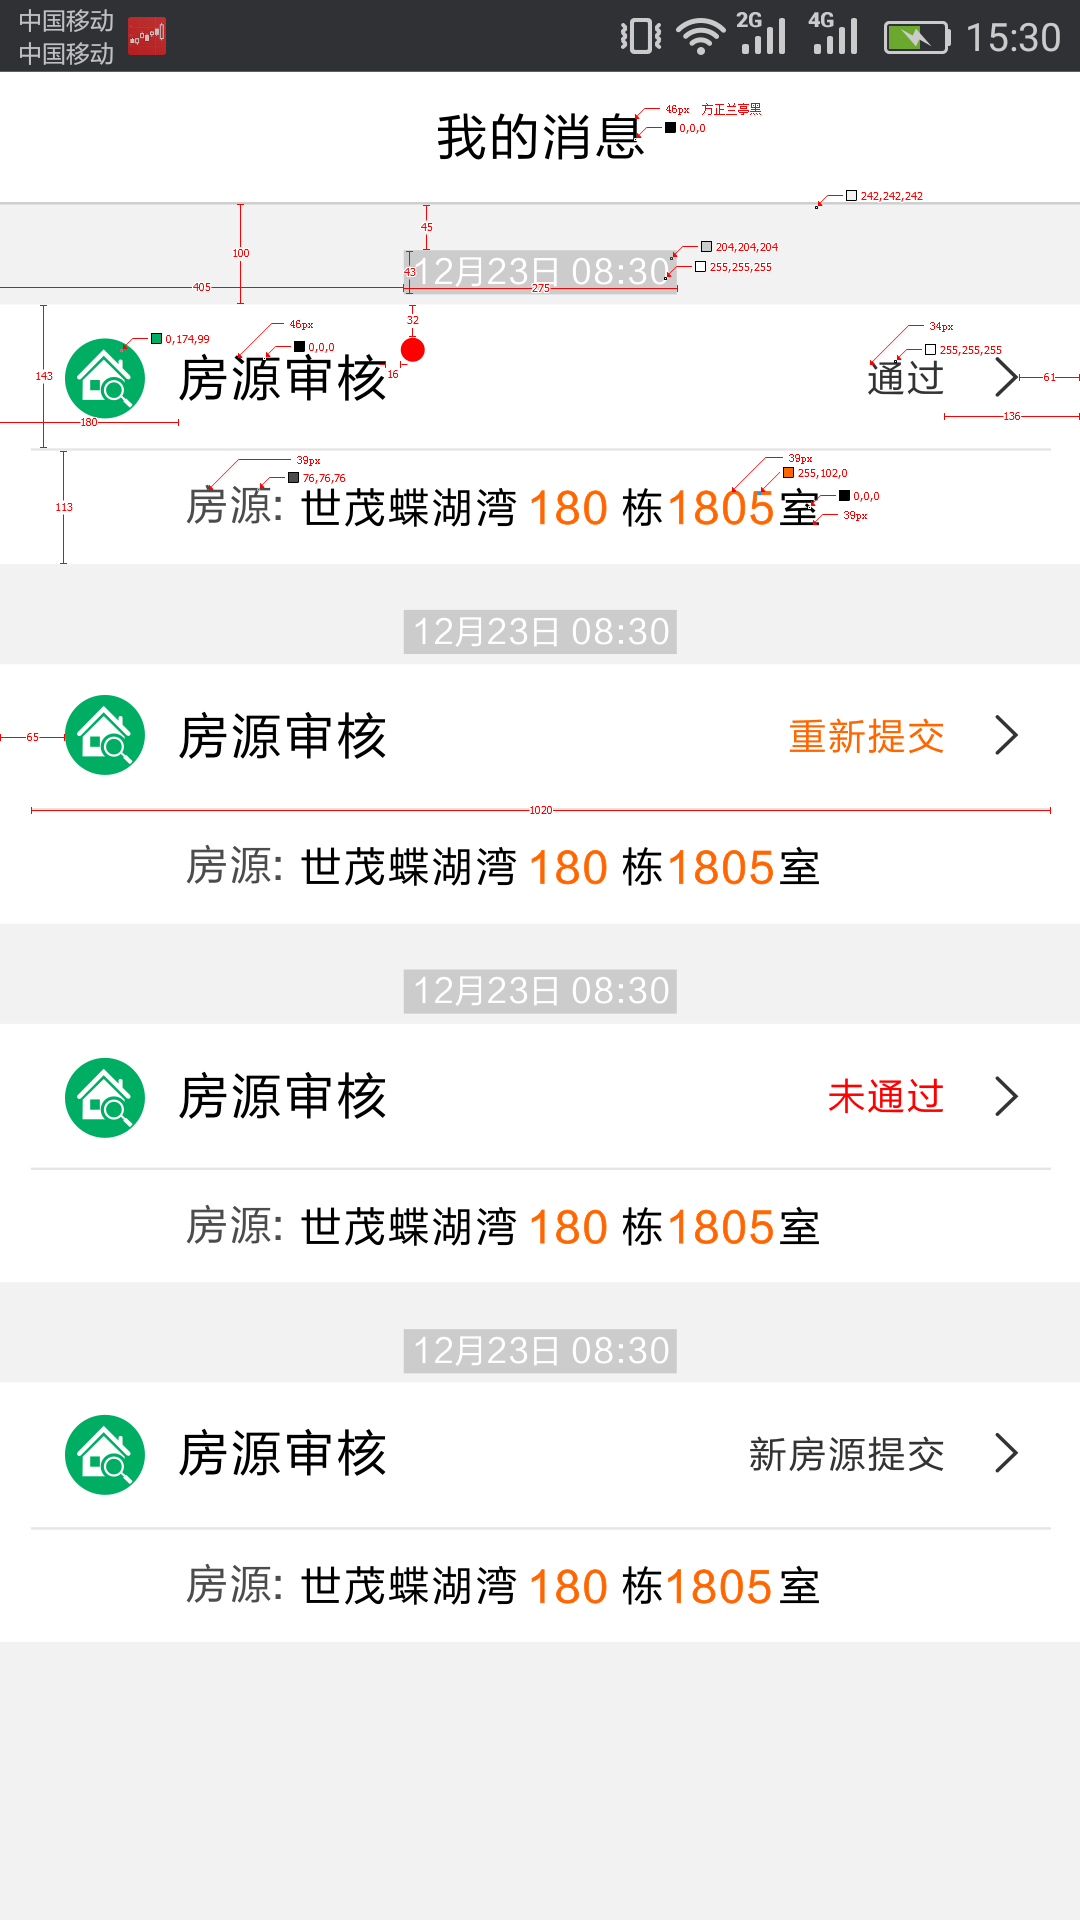 中国移动
中国移动
2G 4G 15:30
我的消息
46px 方正兰亭黑
0,0,0
242,242,242
45
100
204,204,204
43
12月23日 08:30
255,255,255
405
275
32
46px
34px
0,174,99
0,0,0
255,255,255
143
房源审核
16
通过
61
180
136
39px
39px
76,76,76
255,102,0
0,0,0
113
房源: 世茂蝶湖湾 180 栋1805室
39px
12月23日 08:30
65
房源审核 重新提交
1020
房源: 世茂蝶湖湾 180 栋1805室
12月23日 08:30
房源审核 未通过
房源: 世茂蝶湖湾 180 栋1805室
12月23日 08:30
房源审核 新房源提交
房源: 世茂蝶湖湾 180 栋1805室